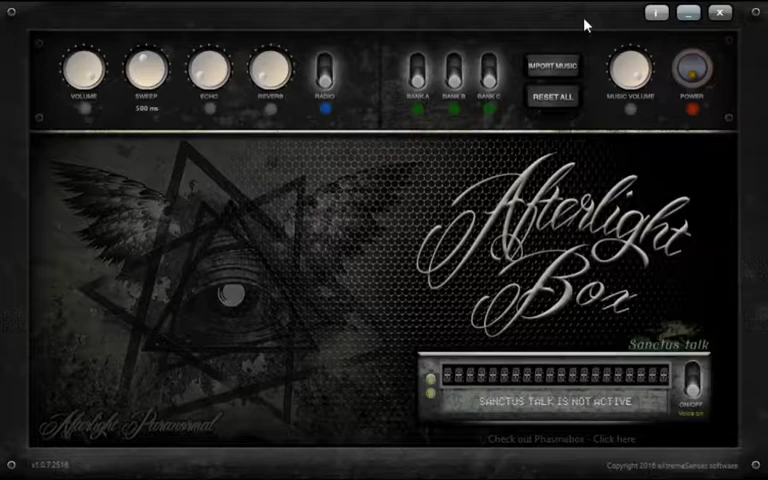 i _ X
VOLUME SWEEP ECHO REVERB RADIO BANK A BANK B BANK C IMPORT MUSIC MUSIC VOLUME POWER
500 ms RESET ALL
Afterlight
Box
Sanctus talk
SANCTUS TALK IS NOT ACTIVE
ON/OFF
Voice on
Afterlight Paranormal
Check out Phasmabox - Click here
v1.0.7.2516 Copyright 2016 eXtremeSenses software